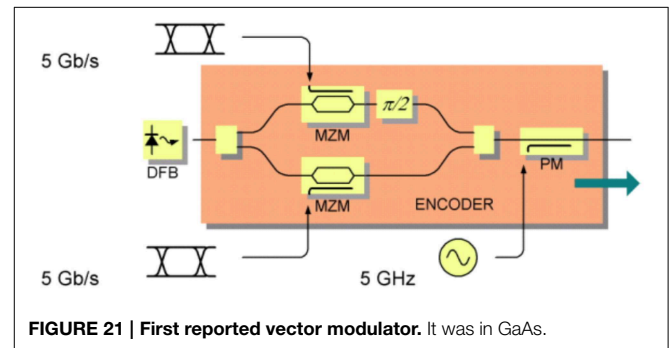 5 Gb/s
π/2
MZM
DFB
PM
MZM
ENCODER
5 Gb/s
5 GHz
FIGURE 21 | First reported vector modulator. It was in GaAs.